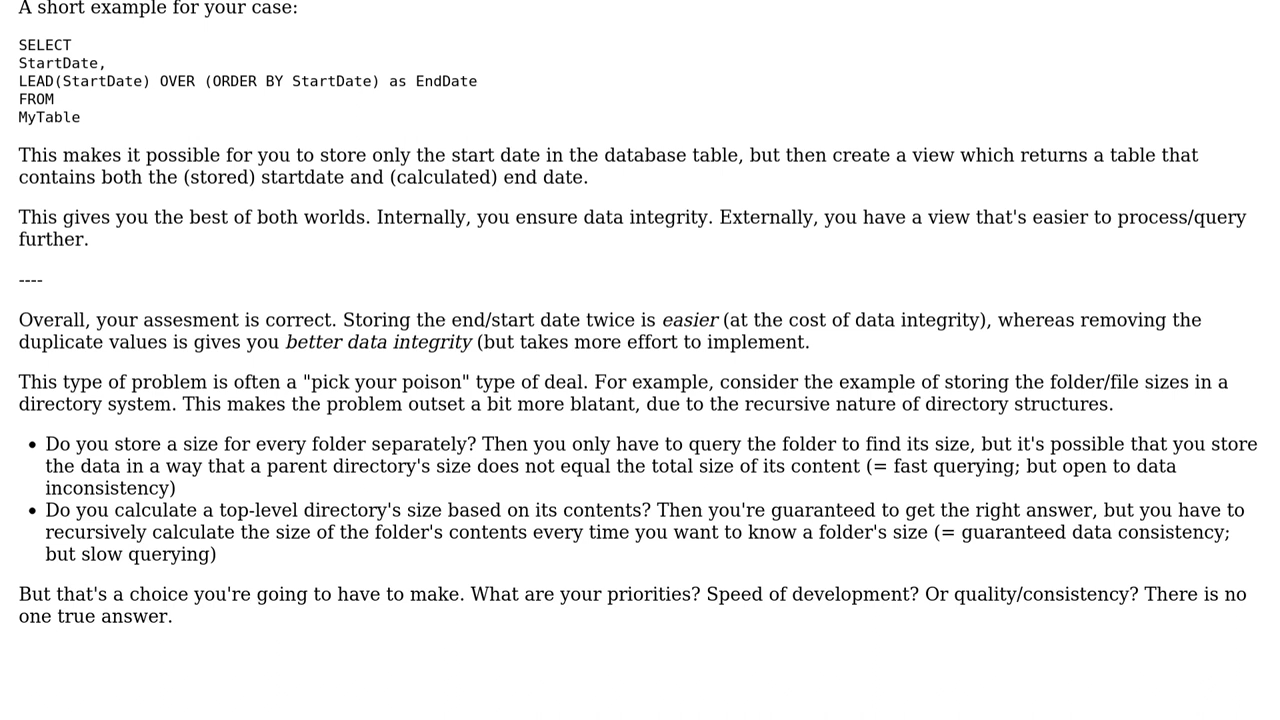 A short example for your case:
SELECT
StartDate,
LEAD(StartDate) OVER (ORDER BY StartDate) as EndDate
FROM
MyTable
This makes it possible for you to store only the start date in the database table, but then create a view which returns a table that
contains both the (stored) startdate and (calculated) end date.
This gives you the best of both worlds. Internally, you ensure data integrity. Externally, you have a view that's easier to process/query
further.
----
Overall, your assesment is correct. Storing the end/start date twice is easier (at the cost of data integrity), whereas removing the
duplicate values is gives you better data integrity (but takes more effort to implement.
This type of problem is often a "pick your poison" type of deal. For example, consider the example of storing the folder/file sizes in a
directory system. This makes the problem outset a bit more blatant, due to the recursive nature of directory structures.
• Do you store a size for every folder separately? Then you only have to query the folder to find its size, but it's possible that you store
the data in a way that a parent directory's size does not equal the total size of its content (= fast querying; but open to data
inconsistency)
• Do you calculate a top-level directory's size based on its contents? Then you're guaranteed to get the right answer, but you have to
recursively calculate the size of the folder's contents every time you want to know a folder's size (= guaranteed data consistency;
but slow querying)
But that's a choice you're going to have to make. What are your priorities? Speed of development? Or quality/consistency? There is no
one true answer.